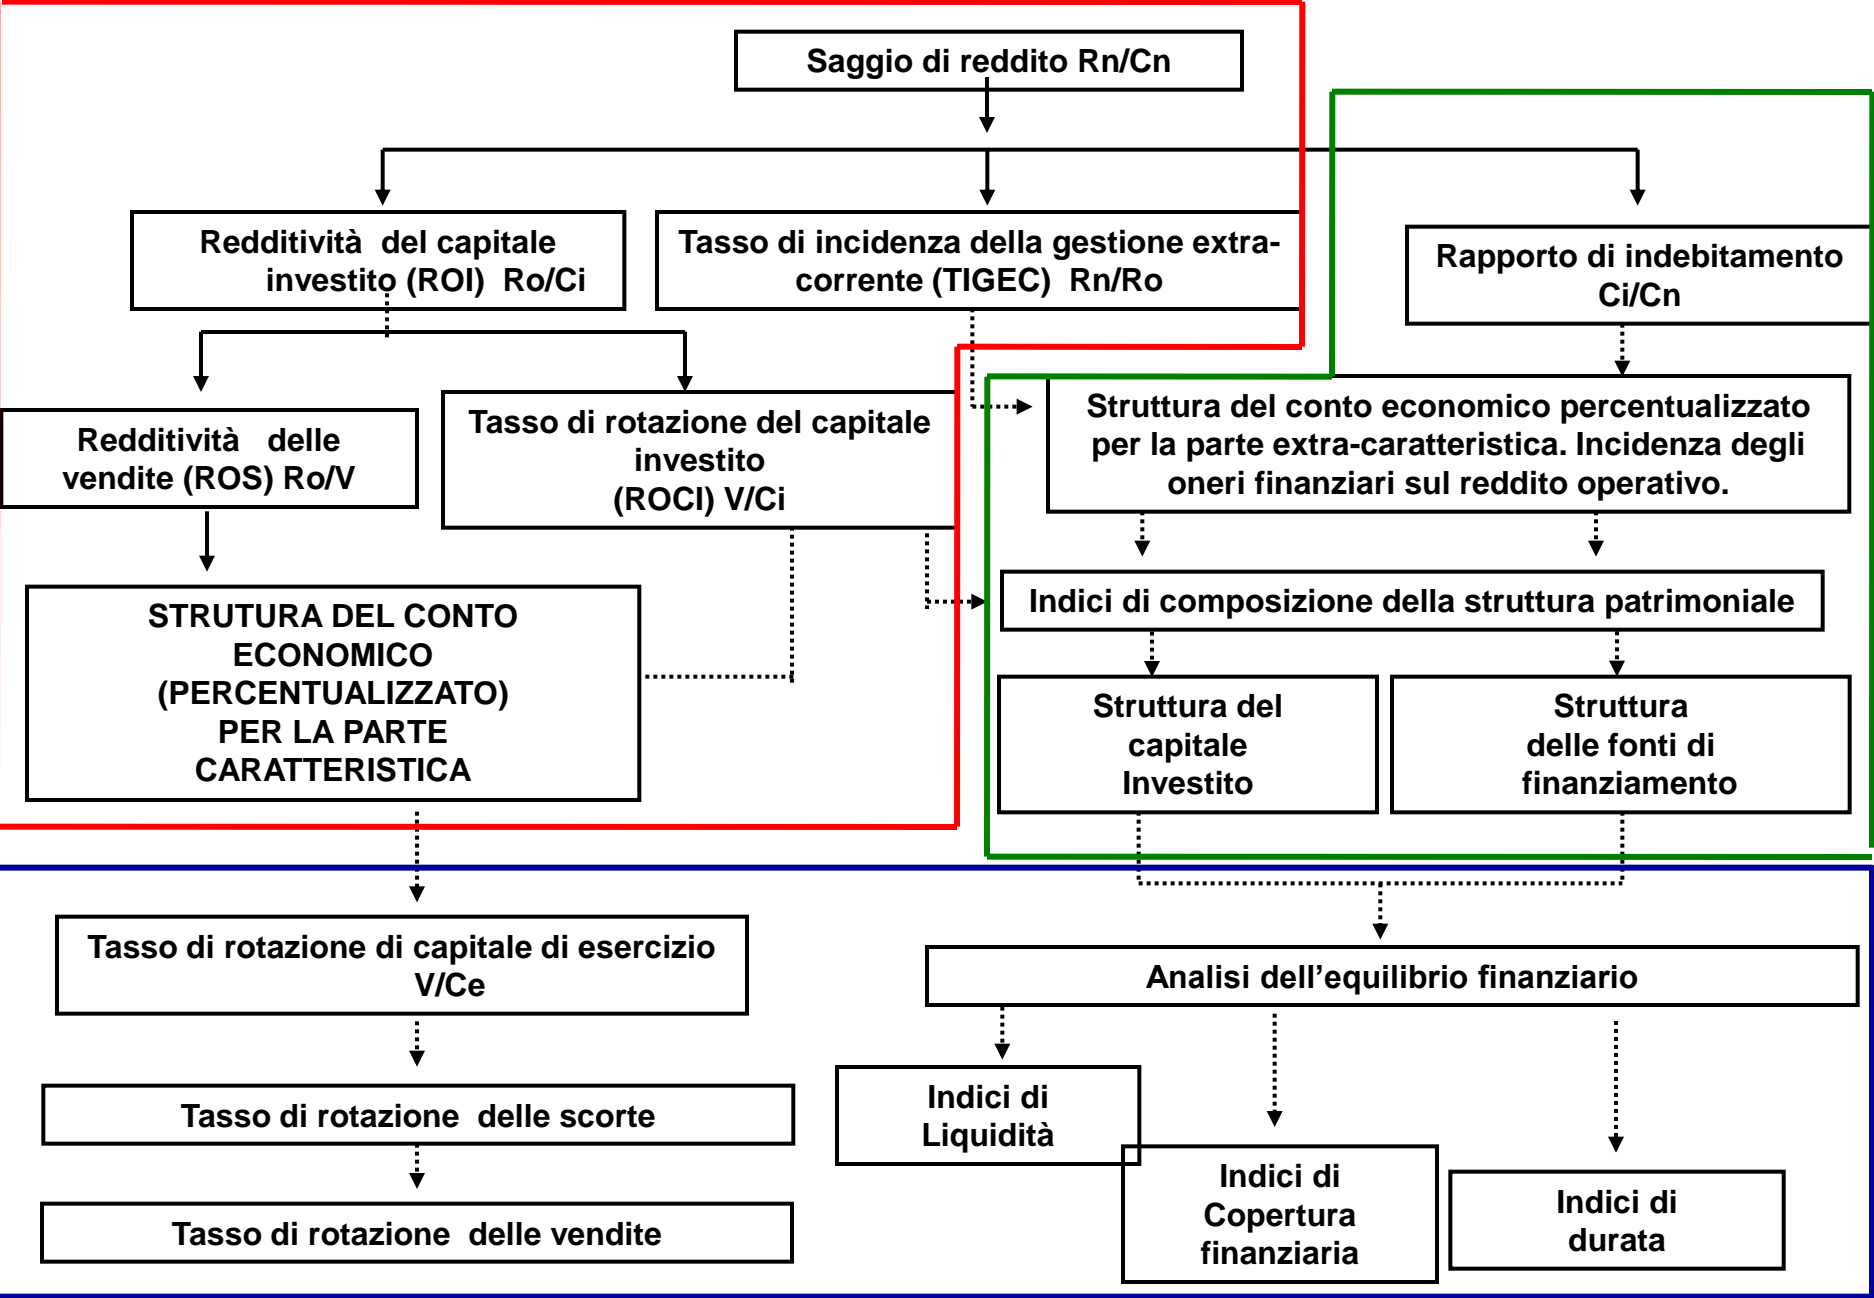 Saggio di reddito Rn/Cn
Redditività del capitale
investito (ROI) Ro/Ci
Tasso di incidenza della gestione extra-
corrente (TIGEC) Rn/Ro
Rapporto di indebitamento
Ci/Cn
Redditività delle
vendite (ROS) Ro/V
Tasso di rotazione del capitale
investito
(ROCI) V/Ci
Struttura del conto economico percentualizzato
per la parte extra-caratteristica. Incidenza degli
oneri finanziari sul reddito operativo.
STRUTURA DEL CONTO
ECONOMICO
(PERCENTUALIZZATO)
PER LA PARTE
CARATTERISTICA
Indici di composizione della struttura patrimoniale
Struttura del
capitale
Investito
Struttura
delle fonti di
finanziamento
Tasso di rotazione di capitale di esercizio
V/Ce
Analisi dell'equilibrio finanziario
Tasso di rotazione delle scorte
Indici di
Liquidità
Indici di
Copertura
finanziaria
Indici di
durata
Tasso di rotazione delle vendite